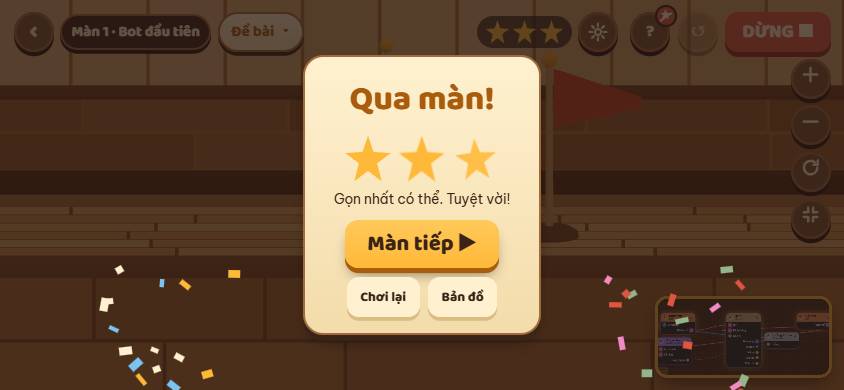 Màn 1 · Bot đầu tiên
Đề bài
?
DỪNG
Qua màn!
Gọn nhất có thể. Tuyệt vời!
Màn tiếp
Chơi lại
Bản đồ